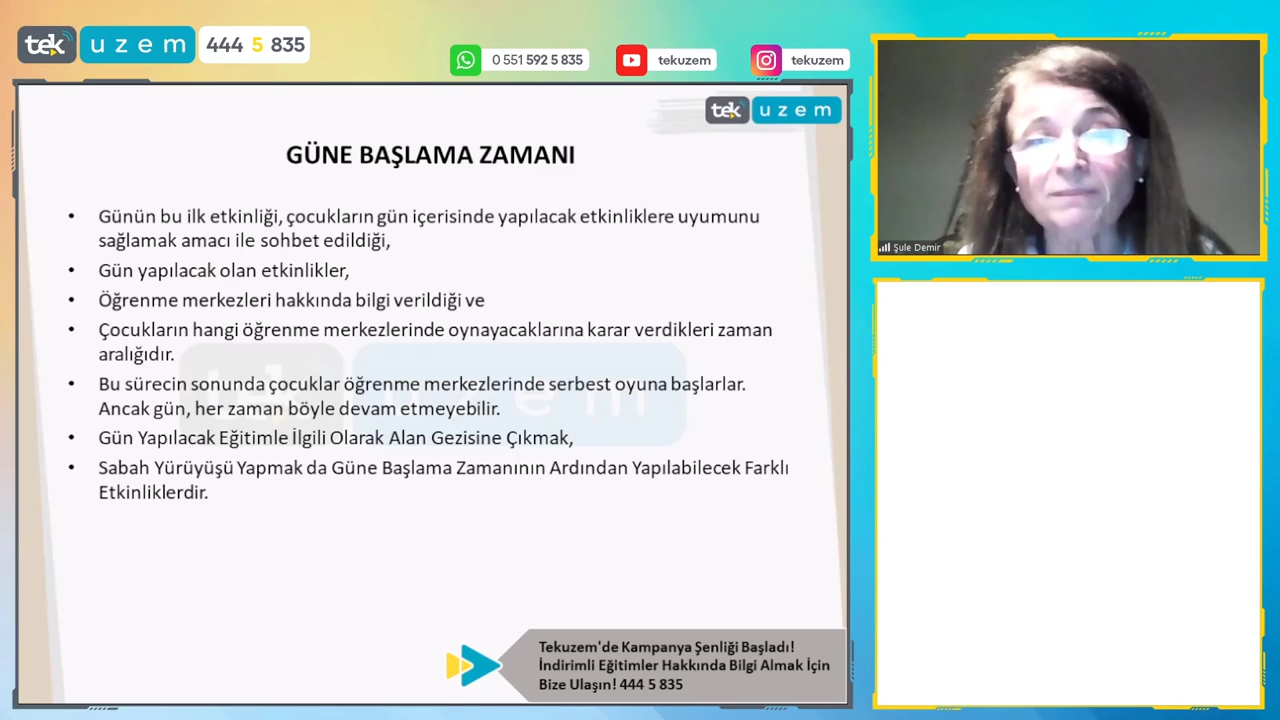 tek uzem 444 5 835
0 551 592 5 835
tekuzem
tekuzem
tek uzem
GÜNE BAŞLAMA ZAMANI
• Günün bu ilk etkinliği, çocukların gün içerisinde yapılacak etkinliklere uyumunu
sağlamak amacı ile sohbet edildiği,
• Gün yapılacak olan etkinlikler,
• Öğrenme merkezleri hakkında bilgi verildiği ve
• Çocukların hangi öğrenme merkezlerinde oynayacaklarına karar verdikleri zaman
aralığıdır.
• Bu sürecin sonunda çocuklar öğrenme merkezlerinde serbest oyuna başlarlar.
Ancak gün, her zaman böyle devam etmeyebilir.
• Gün Yapılacak Eğitimle İlgili Olarak Alan Gezisine Çıkmak,
• Sabah Yürüyüşü Yapmak da Güne Başlama Zamanının Ardından Yapılabilecek Farklı
Etkinliklerdir.
tek uzem
Tekuzem'de Kampanya Şenliği Başladı!
İndirimli Eğitimler Hakkında Bilgi Almak İçin
Bize Ulaşın! 444 5 835
Şule Demir